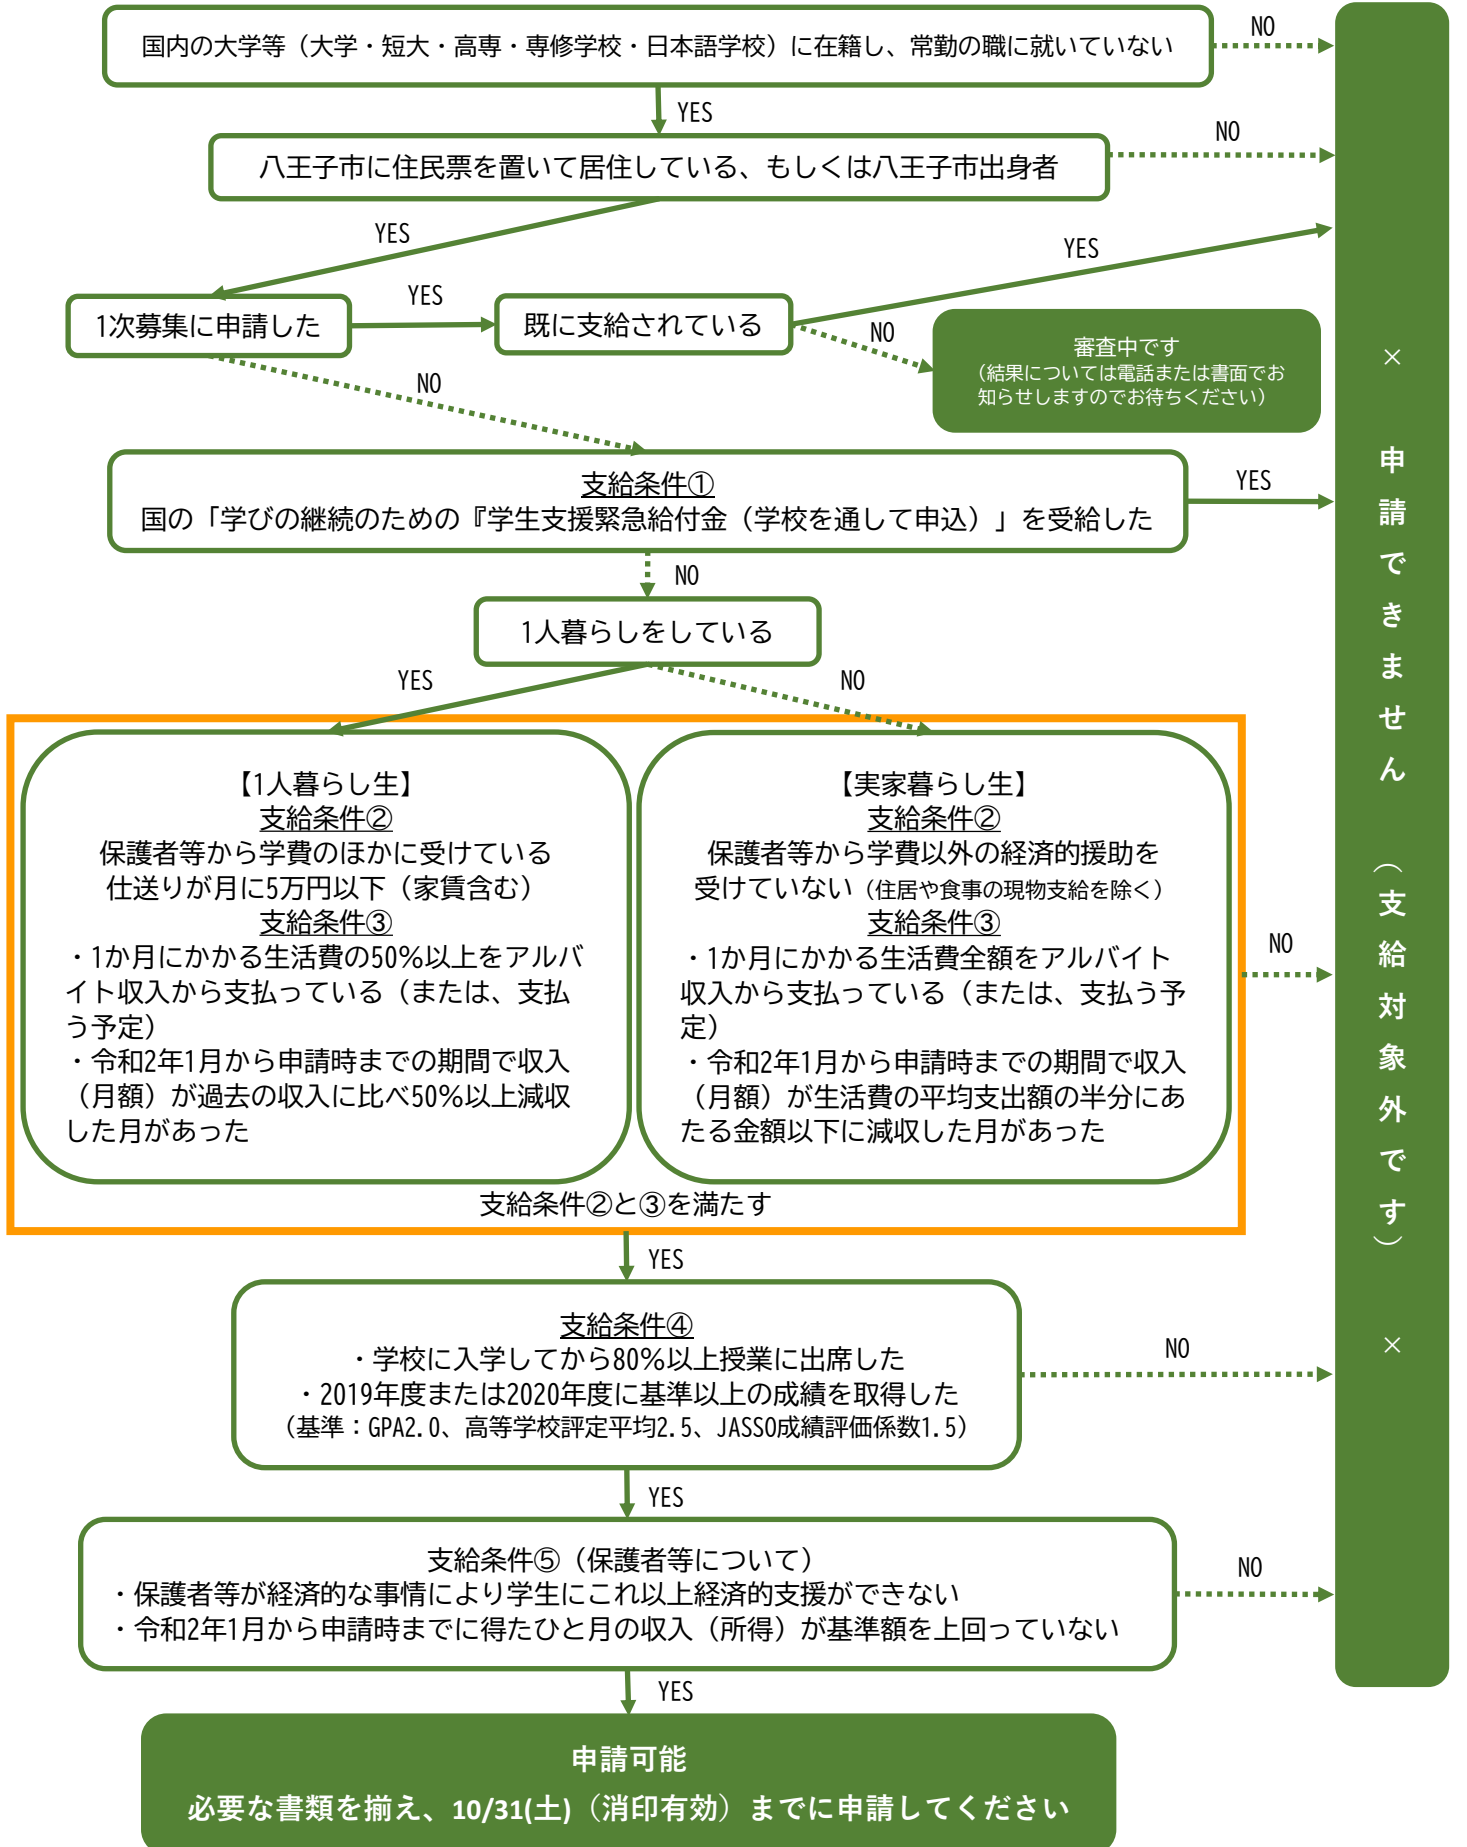 国内の大学等（大学・短大・高専・専修学校・日本語学校）に在籍し、常勤の職に就いていない
NO
YES
八王子市に住民票を置いて居住している、もしくは八王子市出身者
NO
YES
1次募集に申請した
YES
既に支給されている
YES
NO
審査中です
（結果については電話または書面でお
知らせしますのでお待ちください）
NO
支給条件①
国の「学びの継続のための『学生支援緊急給付金（学校を通して申込）」を受給した
YES
NO
1人暮らしをしている
YES
NO
【1人暮らし生】
支給条件②
保護者等から学費のほかに受けている
仕送りが月に5万円以下（家賃含む）
支給条件③
・1か月にかかる生活費の50％以上をアルバ
イト収入から支払っている（または、支払
う予定）
・令和2年1月から申請時までの期間で収入
（月額）が過去の収入に比べ50％以上減収
した月があった
【実家暮らし生】
支給条件②
保護者等から学費以外の経済的援助を
受けていない（住居や食事の現物支給を除く）
支給条件③
・1か月にかかる生活費全額をアルバイト
収入から支払っている（または、支払う予
定）
・令和2年1月から申請時までの期間で収入
（月額）が生活費の平均支出額の半分にあ
たる金額以下に減収した月があった
支給条件②と③を満たす
NO
YES
支給条件④
・学校に入学してから80％以上授業に出席した
・2019年度または2020年度に基準以上の成績を取得した
（基準：GPA2.0、高等学校評定平均2.5、JASSO成績評価係数1.5）
NO
YES
支給条件⑤（保護者等について）
・保護者等が経済的な事情により学生にこれ以上経済的支援ができない
・令和2年1月から申請時までに得たひと月の収入（所得）が基準額を上回っていない
NO
YES
申請可能
必要な書類を揃え、10/31(土)（消印有効）までに申請してください
× 申請できません （支給対象外です） ×